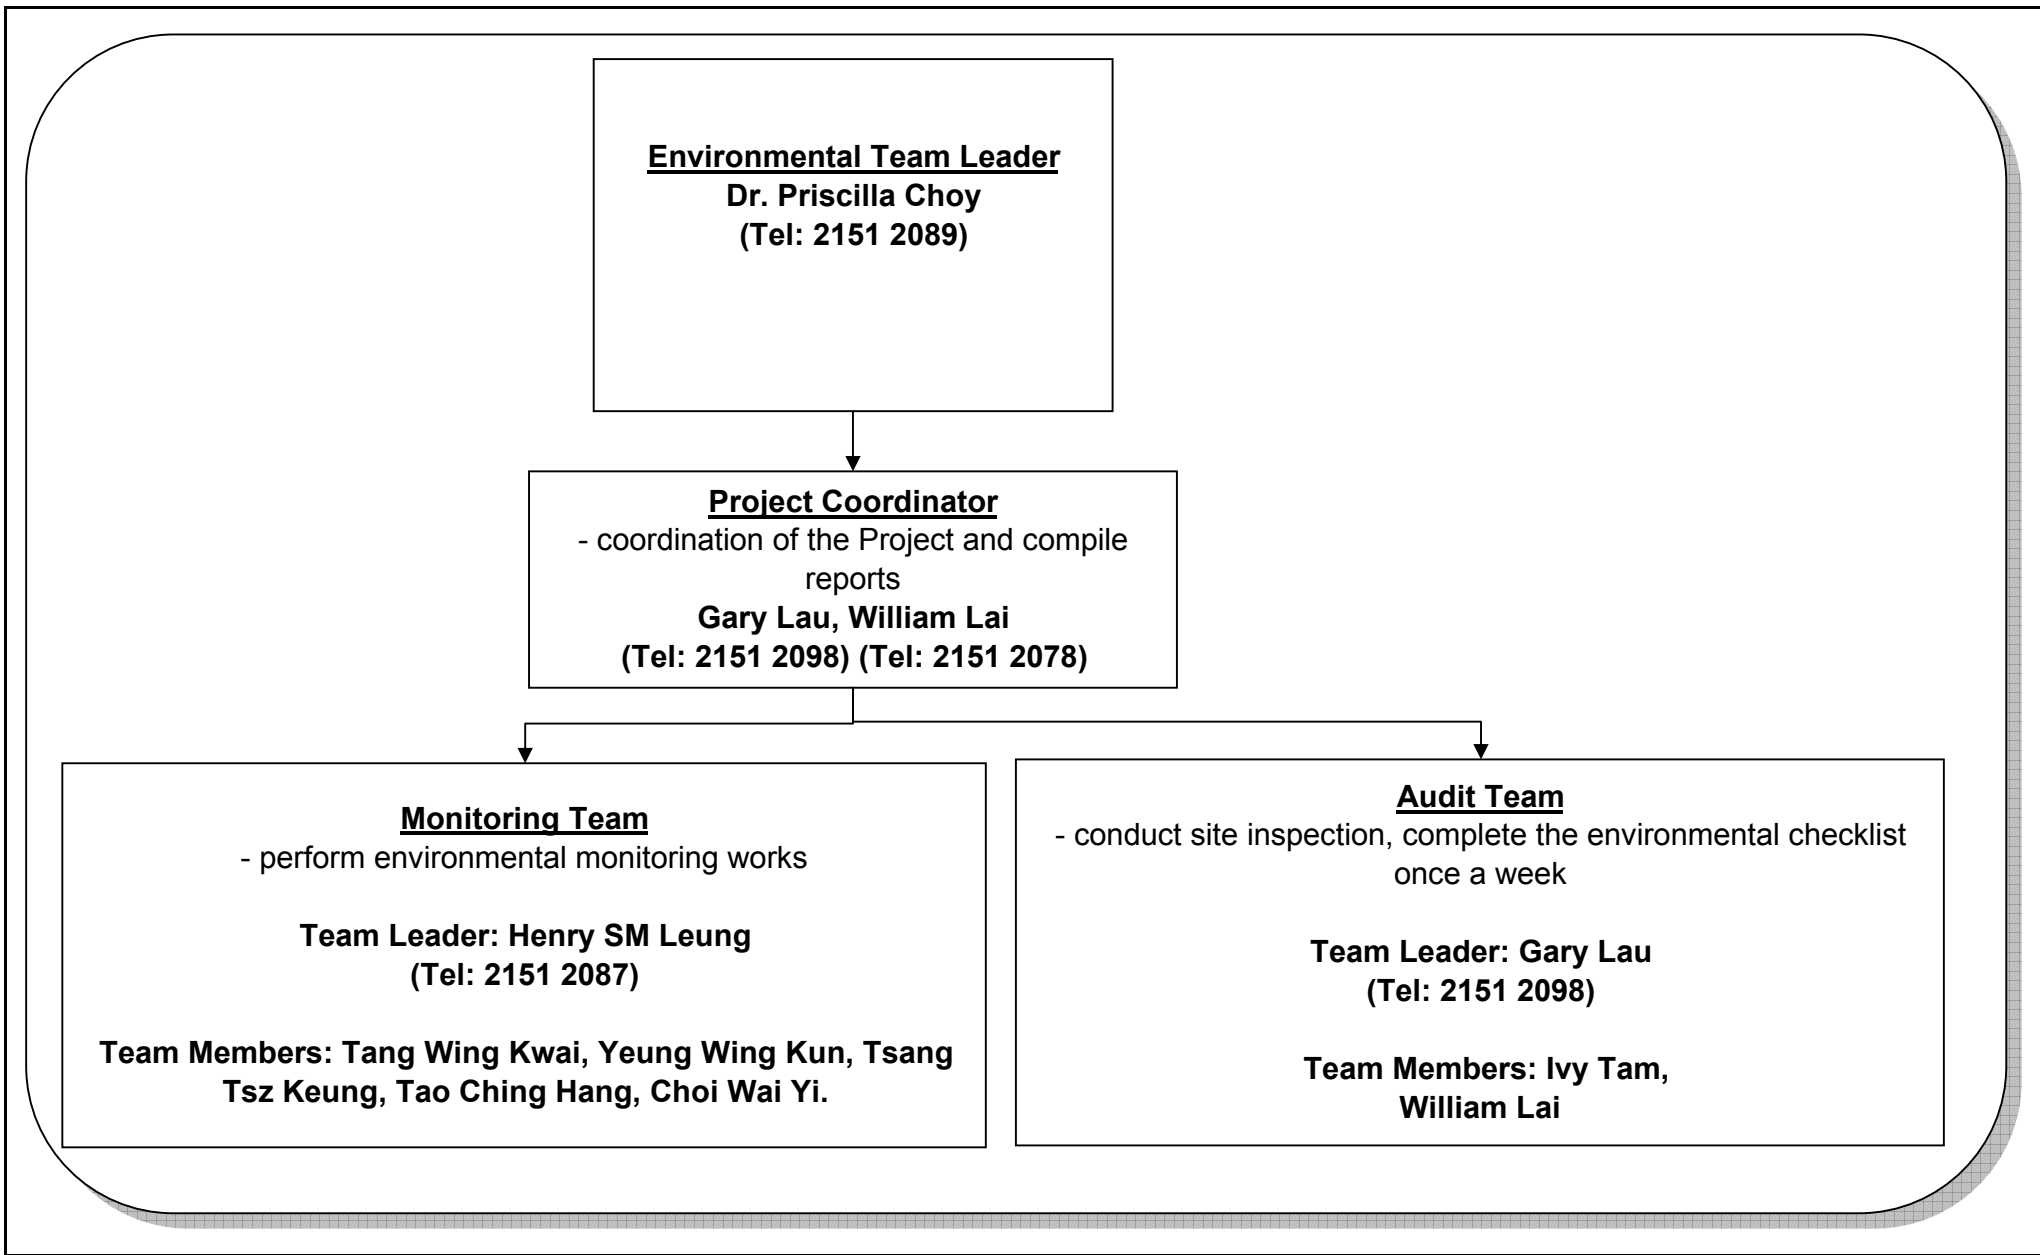 Environmental Team Leader
Dr. Priscilla Choy
(Tel: 2151 2089)
Project Coordinator
- coordination of the Project and compile
reports
Gary Lau, William Lai
(Tel: 2151 2098) (Tel: 2151 2078)
Monitoring Team
- perform environmental monitoring works
Team Leader: Henry SM Leung
(Tel: 2151 2087)
Team Members: Tang Wing Kwai, Yeung Wing Kun, Tsang
Tsz Keung, Tao Ching Hang, Choi Wai Yi.
Audit Team
- conduct site inspection, complete the environmental checklist
once a week
Team Leader: Gary Lau
(Tel: 2151 2098)
Team Members: Ivy Tam,
William Lai